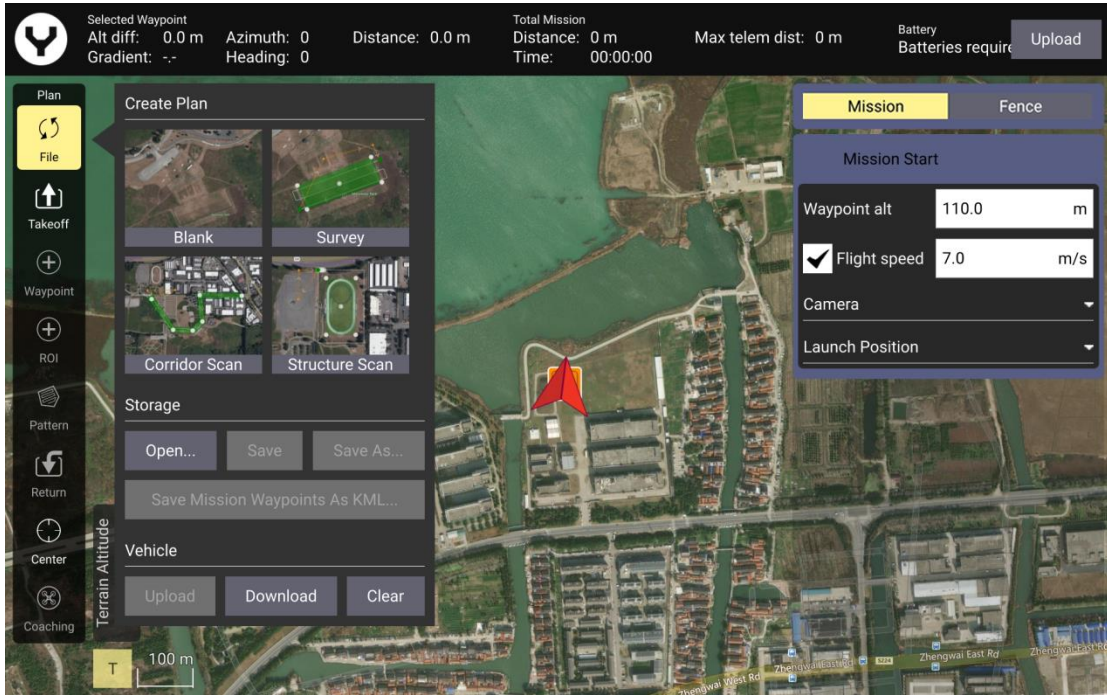 Selected Waypoint
Alt diff: 0.0 m Azimuth: 0 Distance: 0.0 m
Gradient: -.- Heading: 0
Total Mission
Distance: 0 m Max telem dist: 0 m
Time: 00:00:00
Battery
Batteries require
Upload
Plan
File
Takeoff
Waypoint
ROI
Pattern
Return
Center
Coaching
Create Plan
Blank Survey
Corridor Scan Structure Scan
Storage
Open... Save Save As...
Save Mission Waypoints As KML...
Vehicle
Upload Download Clear
Terrain Altitude
T
100 m
Mission Fence
Mission Start
Waypoint alt 110.0 m
Flight speed 7.0 m/s
Camera
Launch Position
Zhengwai West Rd
S224
Zhengwai East Rd